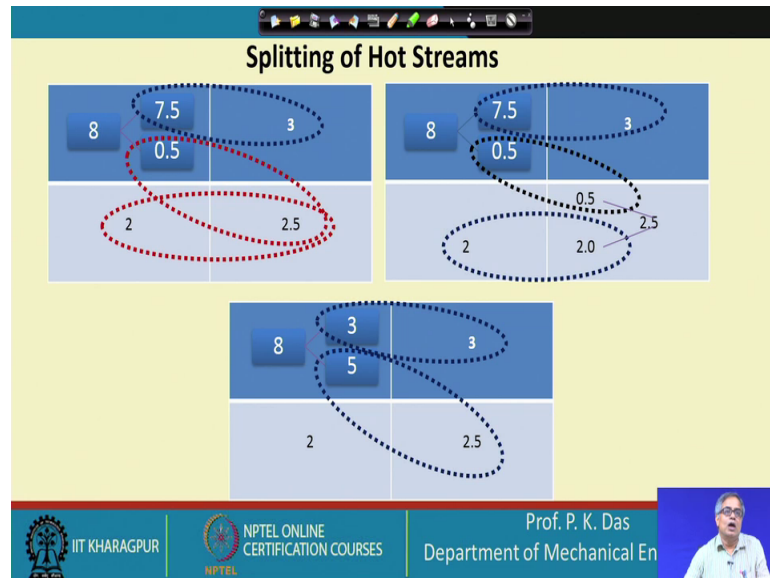 Splitting of Hot Streams
8
7.5
3
0.5
2
2.5
8
7.5
3
0.5
0.5
2.5
2
2.0
8
3
3
5
2
2.5
IIT KHARAGPUR
NPTEL
NPTEL ONLINE
CERTIFICATION COURSES
Prof. P. K. Das
Department of Mechanical En